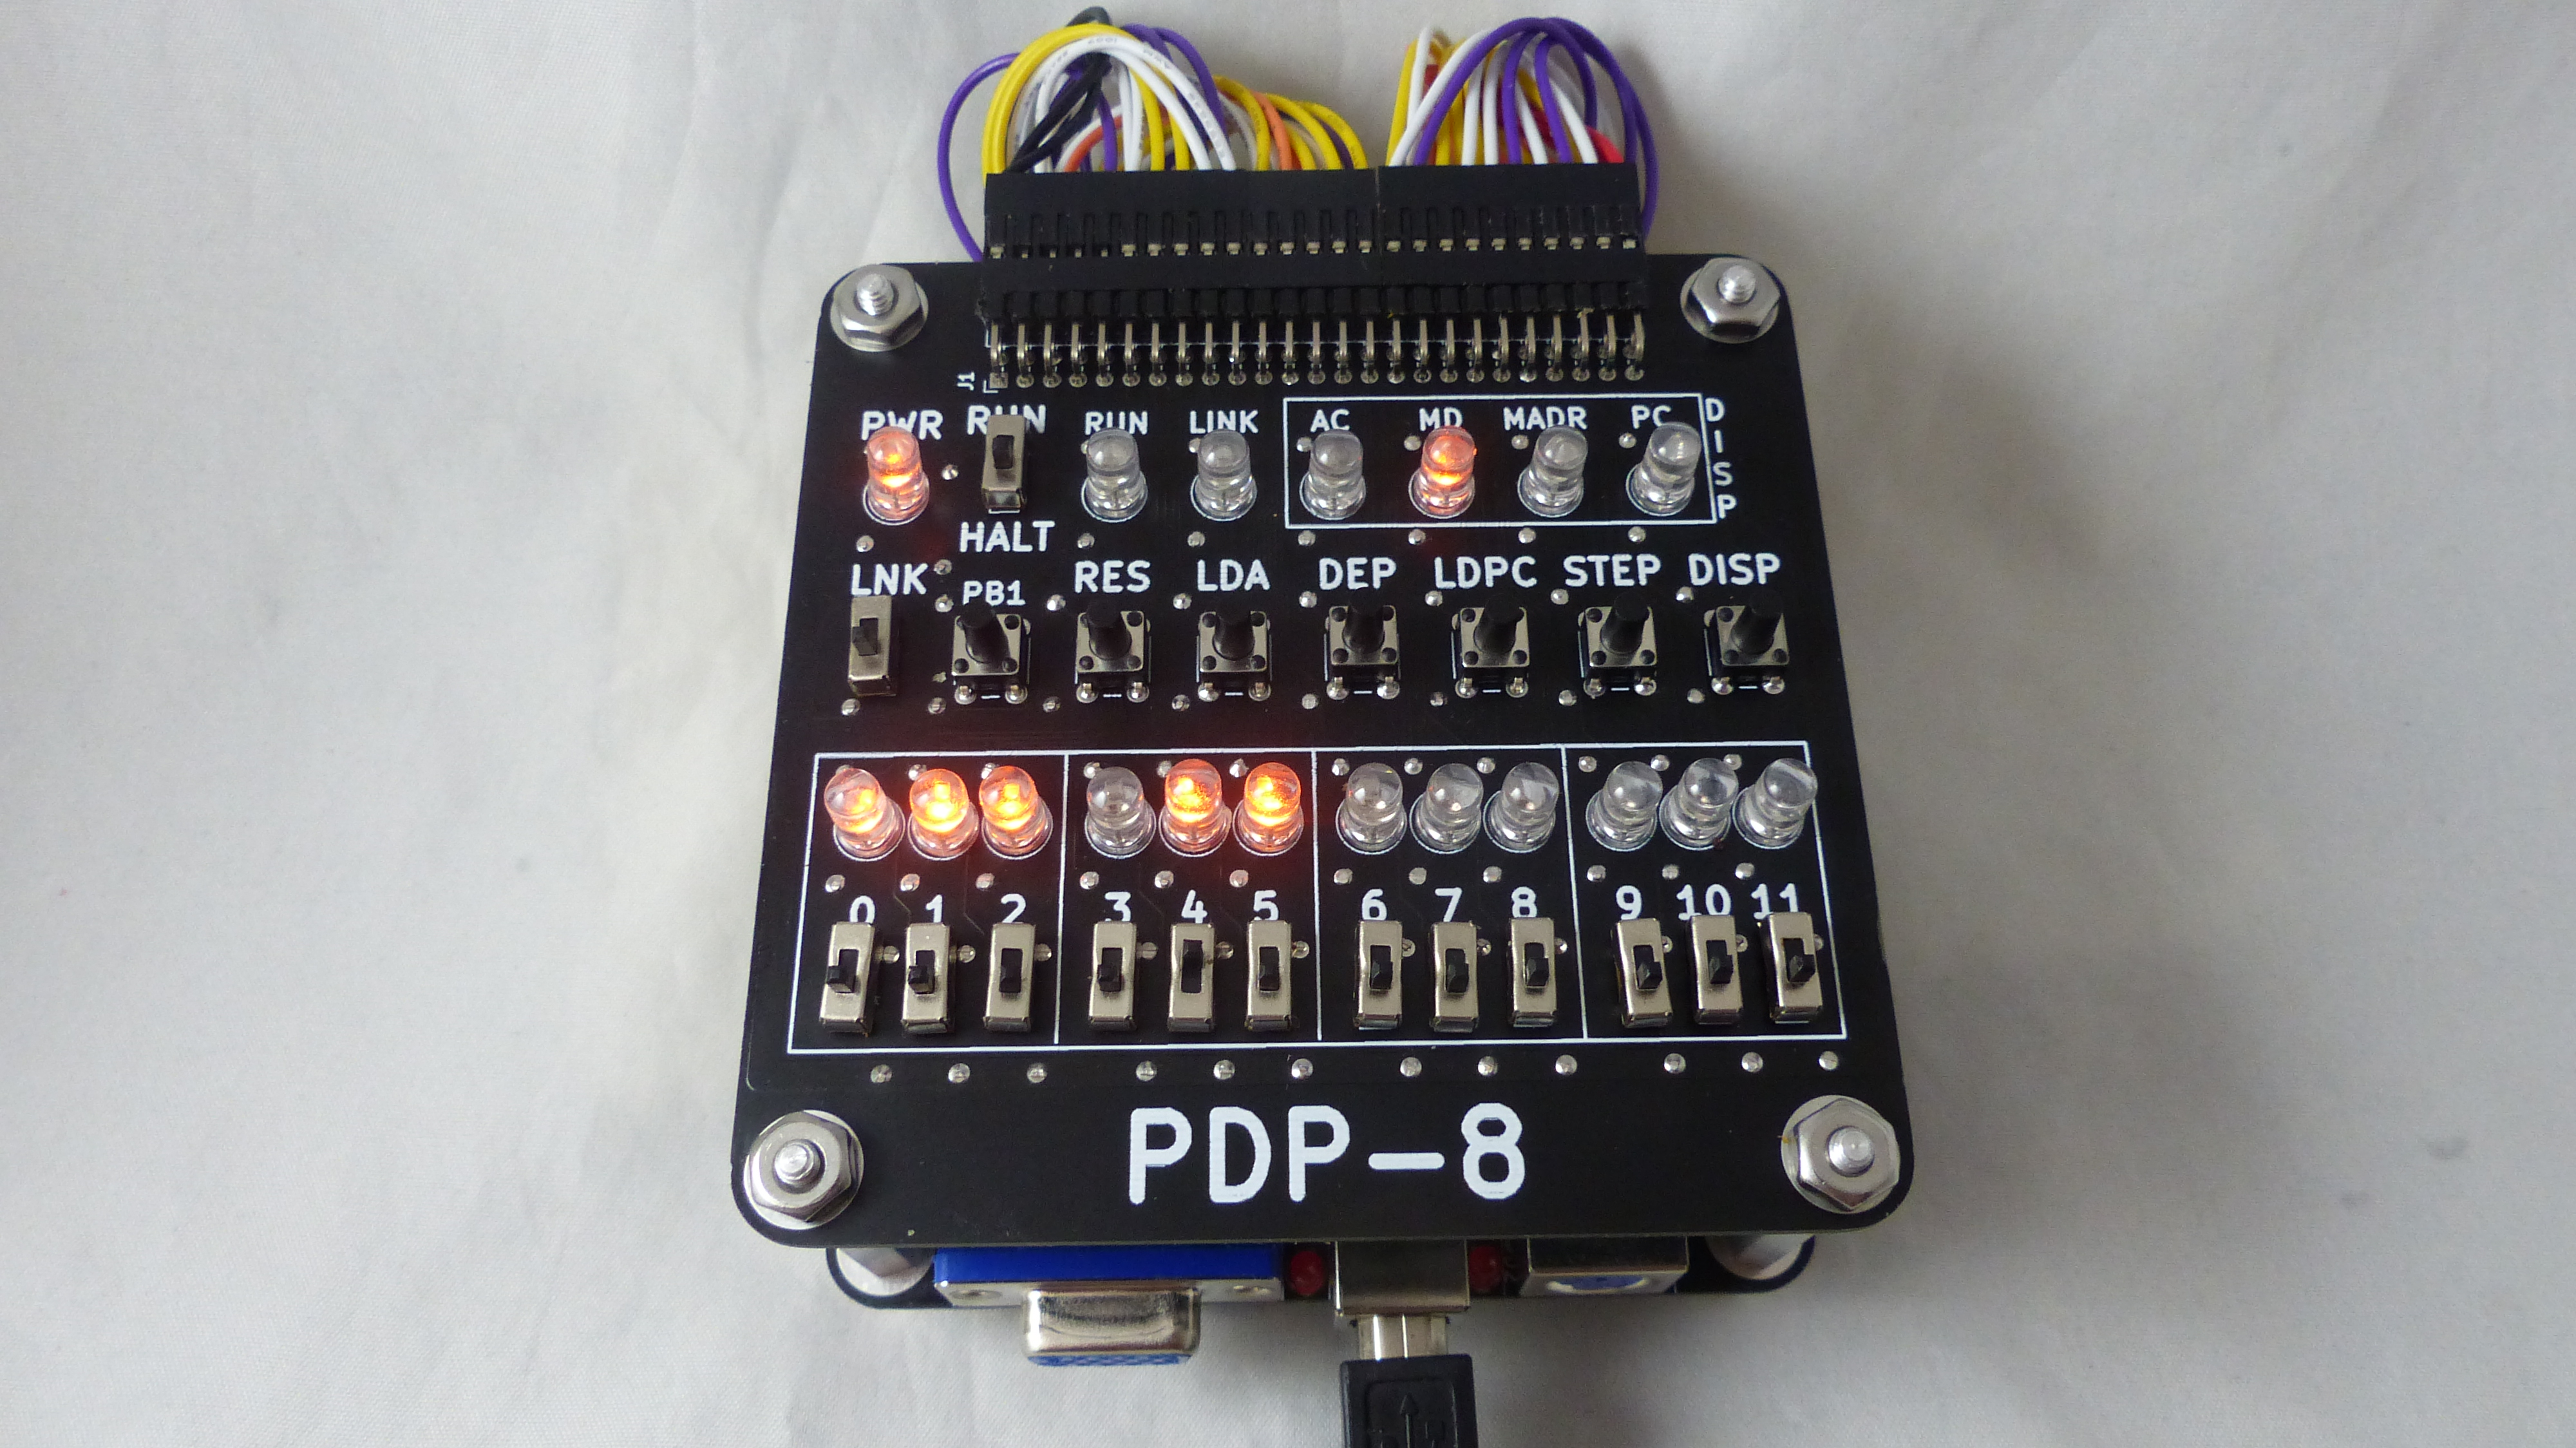 J1
PWR RUN RUN LINK AC MD MADR PC DISP
HALT
LNK PB1 RES LDA DEP LDPC STEP DISP
0 1 2 3 4 5 6 7 8 9 10 11
PDP-8